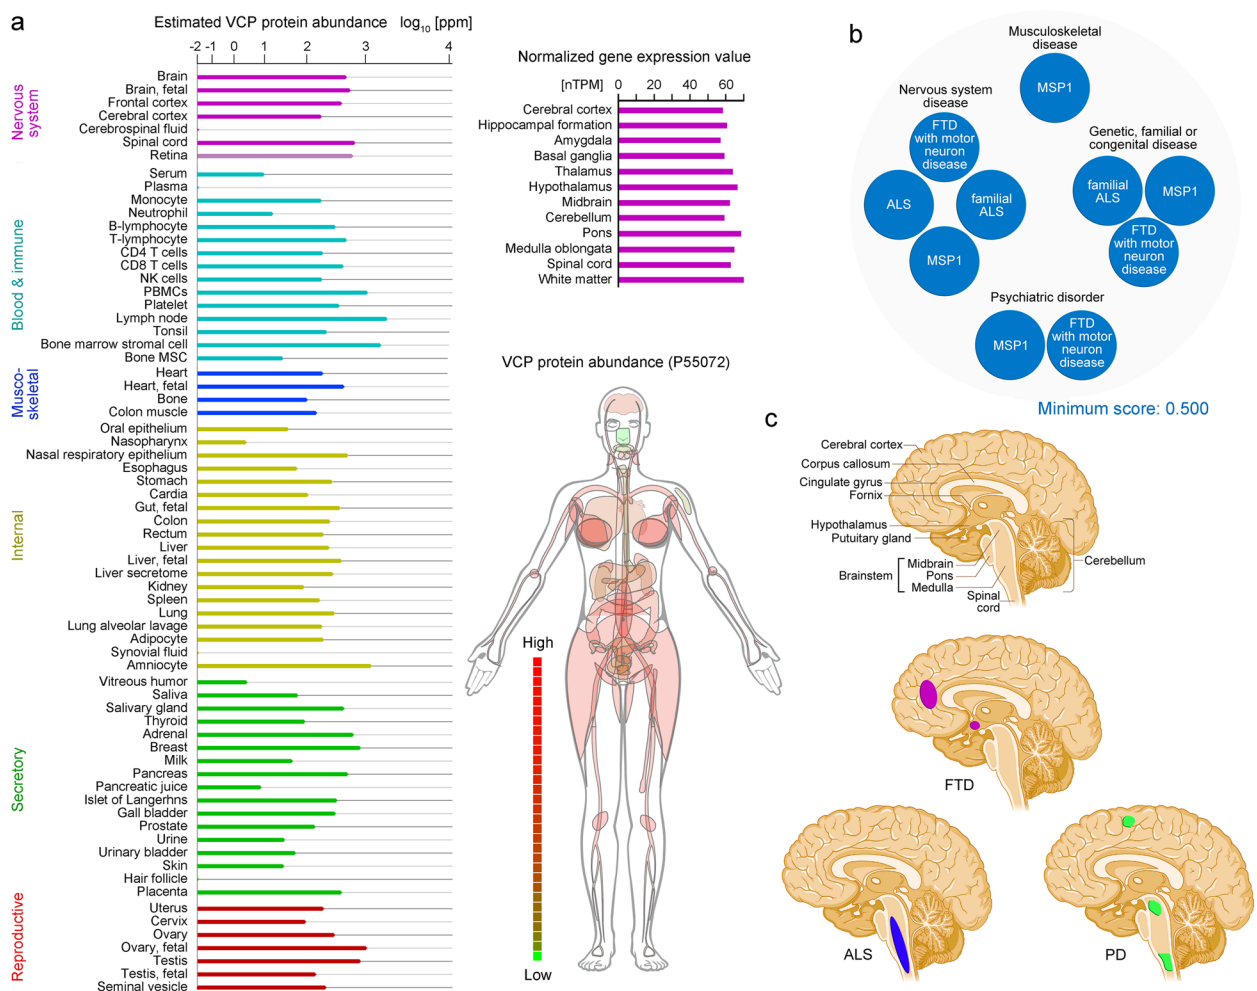 a
Estimated VCP protein abundance log10 [ppm]
-2 -1 0 1 2 3 4
Nervous
system
Brain
Brain, fetal
Frontal cortex
Cerebral cortex
Cerebrospinal fluid
Spinal cord
Retina
Blood & immune
Serum
Plasma
Monocyte
Neutrophil
B-lymphocyte
T-lymphocyte
CD4 T cells
CD8 T cells
NK cells
PBMCs
Platelet
Lymph node
Tonsil
Bone marrow stromal cell
Bone MSC
Musco-
skeletal
Heart
Heart, fetal
Bone
Colon muscle
Internal
Oral epithelium
Nasopharynx
Nasal respiratory epithelium
Esophagus
Stomach
Cardia
Gut, fetal
Colon
Rectum
Liver
Liver, fetal
Liver secretome
Kidney
Spleen
Lung
Lung alveolar lavage
Adipocyte
Synovial fluid
Amniocyte
Secretory
Vitreous humor
Saliva
Salivary gland
Thyroid
Adrenal
Breast
Milk
Pancreas
Pancreatic juice
Islet of Langerhns
Gall bladder
Prostate
Urine
Urinary bladder
Skin
Hair follicle
Placenta
Reproductive
Uterus
Cervix
Ovary
Ovary, fetal
Testis
Testis, fetal
Seminal vesicle
Normalized gene expression value
[nTPM]
0 20 40 60
Cerebral cortex
Hippocampal formation
Amygdala
Basal ganglia
Thalamus
Hypothalamus
Midbrain
Cerebellum
Pons
Medulla oblongata
Spinal cord
White matter
VCP protein abundance (P55072)
High
Low
b
Musculoskeletal
disease
MSP1
Nervous system
disease
FTD
with motor
neuron
disease
ALS
familial
ALS
MSP1
Genetic, familial or
congenital disease
familial
ALS
MSP1
FTD
with motor
neuron
disease
Psychiatric disorder
MSP1
FTD
with motor
neuron
disease
Minimum score: 0.500
c
Cerebral cortex
Corpus callosum
Cingulate gyrus
Fornix
Hypothalamus
Putuitary gland
Brainstem
Midbrain
Pons
Medulla
Spinal
cord
Cerebellum
FTD
ALS
PD